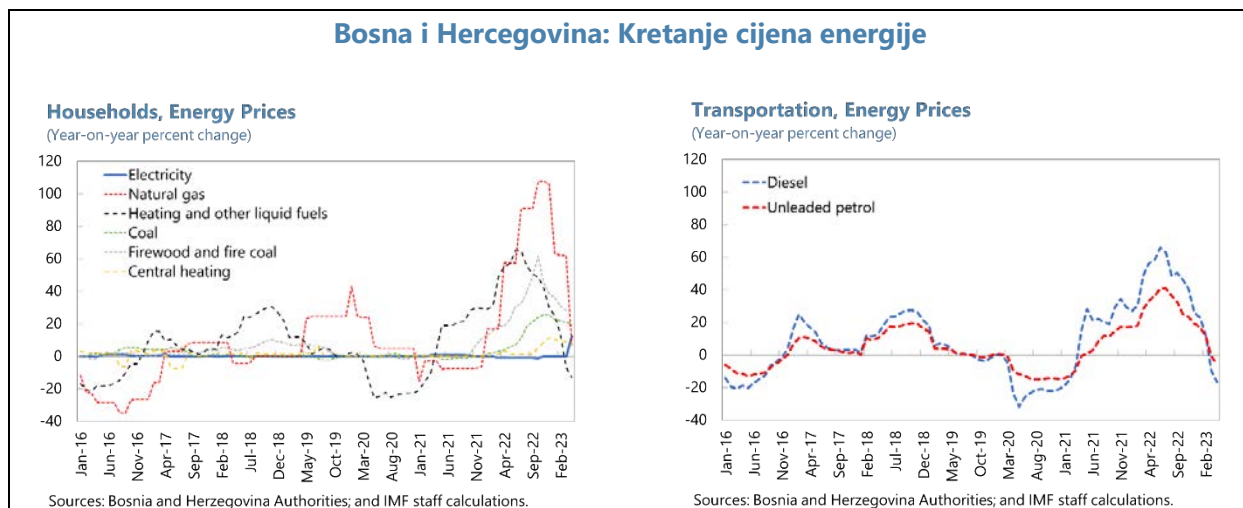 Bosna i Hercegovina: Kretanje cijena energije
Households, Energy Prices
(Year-on-year percent change)
120
100
80
60
40
20
0
-20
-40
Electricity
Natural gas
Heating and other liquid fuels
Coal
Firewood and fire coal
Central heating
Jan-16
Jun-16
Nov-16
Apr-17
Sep-17
Feb-18
Jul-18
Dec-18
May-19
Oct-19
Mar-20
Aug-20
Jan-21
Jun-21
Nov-21
Apr-22
Sep-22
Feb-23
Sources: Bosnia and Herzegovina Authorities; and IMF staff calculations.
Transportation, Energy Prices
(Year-on-year percent change)
120
100
80
60
40
20
0
-20
-40
Diesel
Unleaded petrol
Jan-16
Jun-16
Nov-16
Apr-17
Sep-17
Feb-18
Jul-18
Dec-18
May-19
Oct-19
Mar-20
Aug-20
Jan-21
Jun-21
Nov-21
Apr-22
Sep-22
Feb-23
Sources: Bosnia and Herzegovina Authorities; and IMF staff calculations.